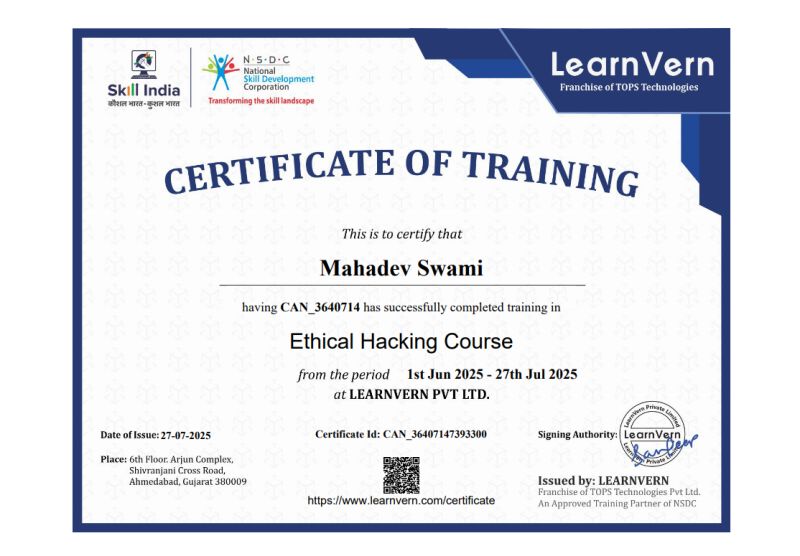 Skill India
कौशल भारत - कुशल भारत
N·S·D·C
National
Skill Development
Corporation
Transforming the skill landscape
LearnVern
Franchise of TOPS Technologies
CERTIFICATE OF TRAINING
This is to certify that
Mahadev Swami
having CAN_3640714 has successfully completed training in
Ethical Hacking Course
from the period 1st Jun 2025 - 27th Jul 2025
at LEARNVERN PVT LTD.
Date of Issue: 27-07-2025
Certificate Id: CAN_36407147393300
Signing Authority:
LearnVern Private Limited
LearnVern
Place: 6th Floor. Arjun Complex,
Shivranjani Cross Road,
Ahmedabad, Gujarat 380009
https://www.learnvern.com/certificate
Issued by: LEARNVERN
Franchise of TOPS Technologies Pvt Ltd.
An Approved Training Partner of NSDC